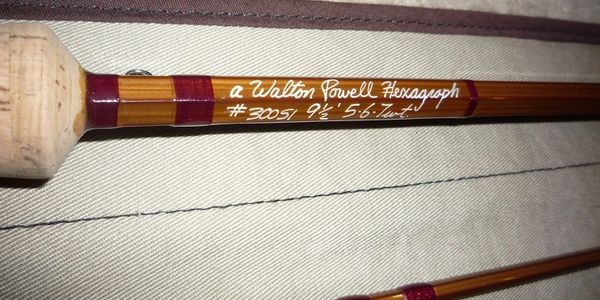 a Walton Powell Hexagraph
#30051 9½' 5-6-7wt.